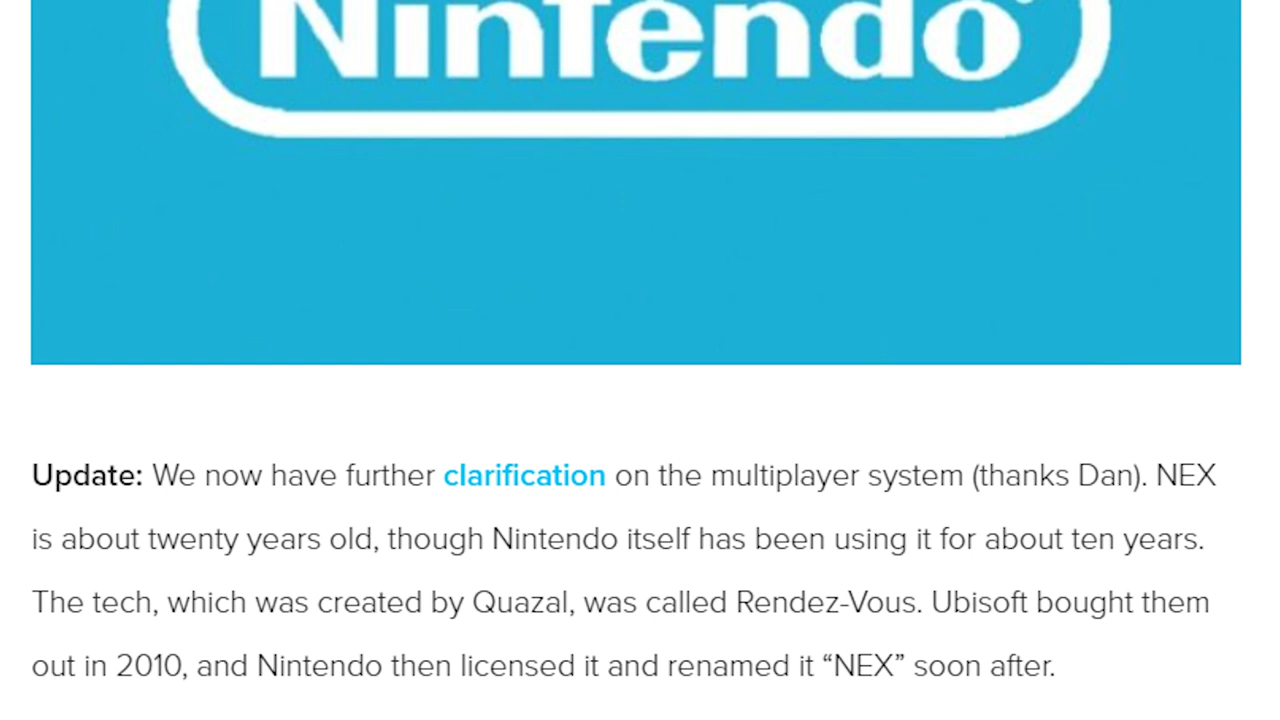 Nintendo
Update: We now have further clarification on the multiplayer system (thanks Dan). NEX
is about twenty years old, though Nintendo itself has been using it for about ten years.
The tech, which was created by Quazal, was called Rendez-Vous. Ubisoft bought them
out in 2010, and Nintendo then licensed it and renamed it “NEX” soon after.